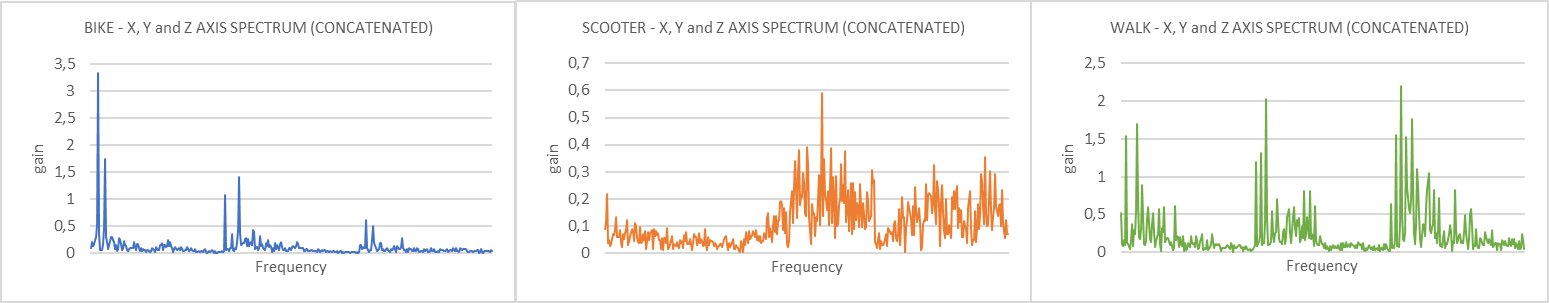 BIKE - X, Y and Z AXIS SPECTRUM (CONCATENATED)
3,5
3
2,5
2
1,5
1
0,5
0
gain
Frequency
SCOOTER - X, Y and Z AXIS SPECTRUM (CONCATENATED)
0,7
0,6
0,5
0,4
0,3
0,2
0,1
0
gain
Frequency
WALK - X, Y and Z AXIS SPECTRUM (CONCATENATED)
2,5
2
1,5
1
0,5
0
gain
Frequency